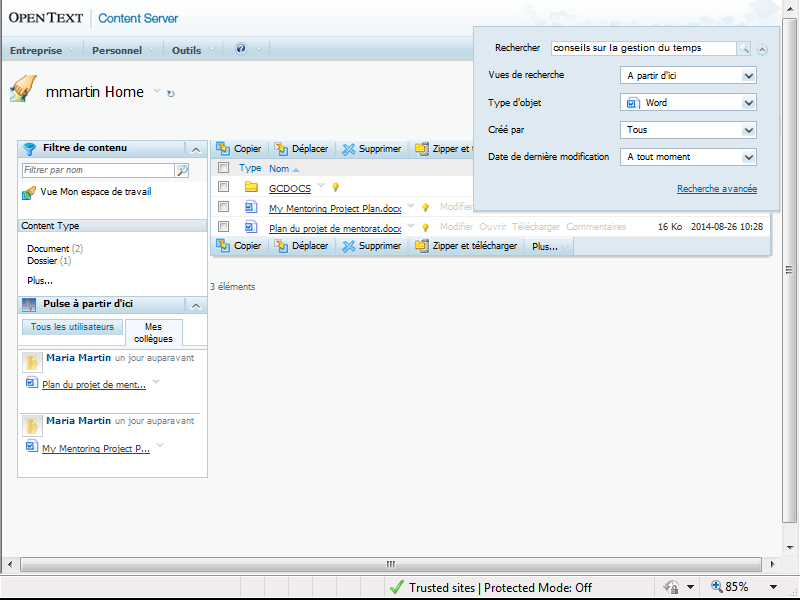 OPENTEXT Content Server
Entreprise Personnel Outils
mmartin Home
Rechercher conseils sur la gestion du temps
Vues de recherche A partir d'ici
Type d'objet Word
Créé par Tous
Date de dernière modification A tout moment
Recherche avancée
Filtre de contenu
Filtrer par nom
Vue Mon espace de travail
Content Type
Document (2)
Dossier (1)
Plus...
Pulse à partir d'ici
Tous les utilisateurs Mes collègues
Maria Martin un jour auparavant
Plan du projet de ment...
Maria Martin un jour auparavant
My Mentoring Project P...
Copier Déplacer Supprimer Zipper et t
Type Nom
GCDOCS
My Mentoring Project Plan.docx Modifier
Plan du projet de mentorat.docx Modifier Ouvrir Télécharger Commentaires 16 Ko 2014-08-26 10:28
Copier Déplacer Supprimer Zipper et télécharger Plus...
3 éléments
Trusted sites | Protected Mode: Off 85%